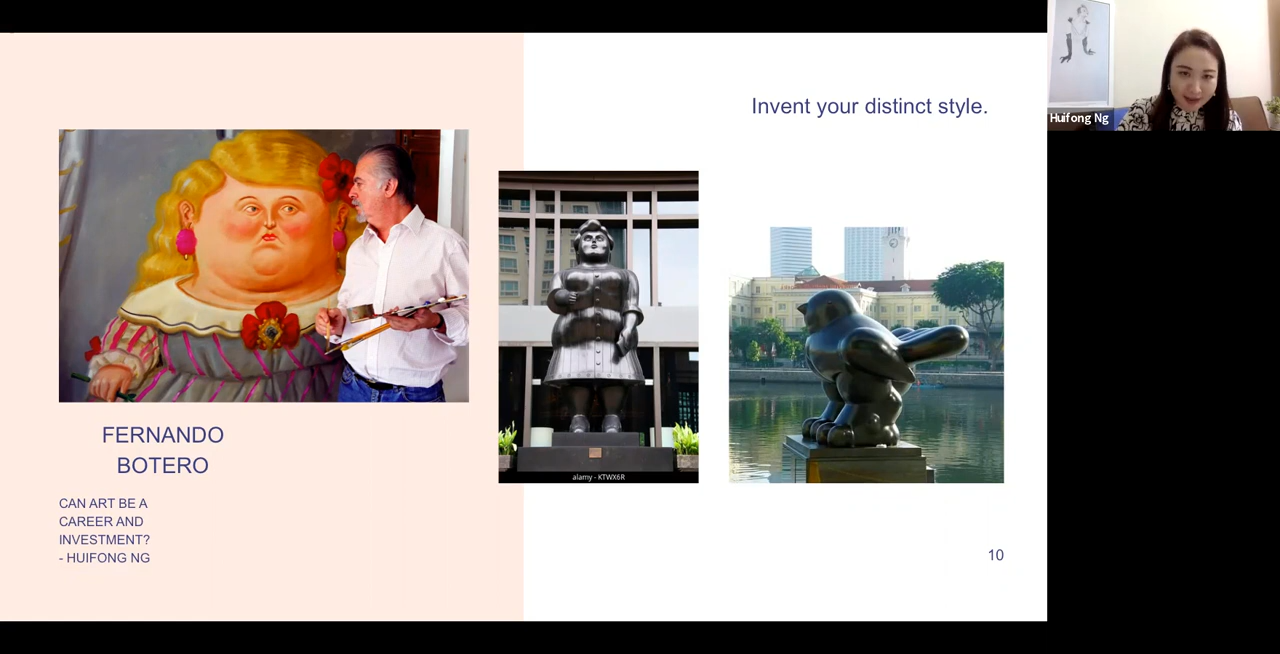 Invent your distinct style.
Huifong Ng
alamy - KTWX6R
FERNANDO
BOTERO
CAN ART BE A
CAREER AND
INVESTMENT?
- HUIFONG NG
10